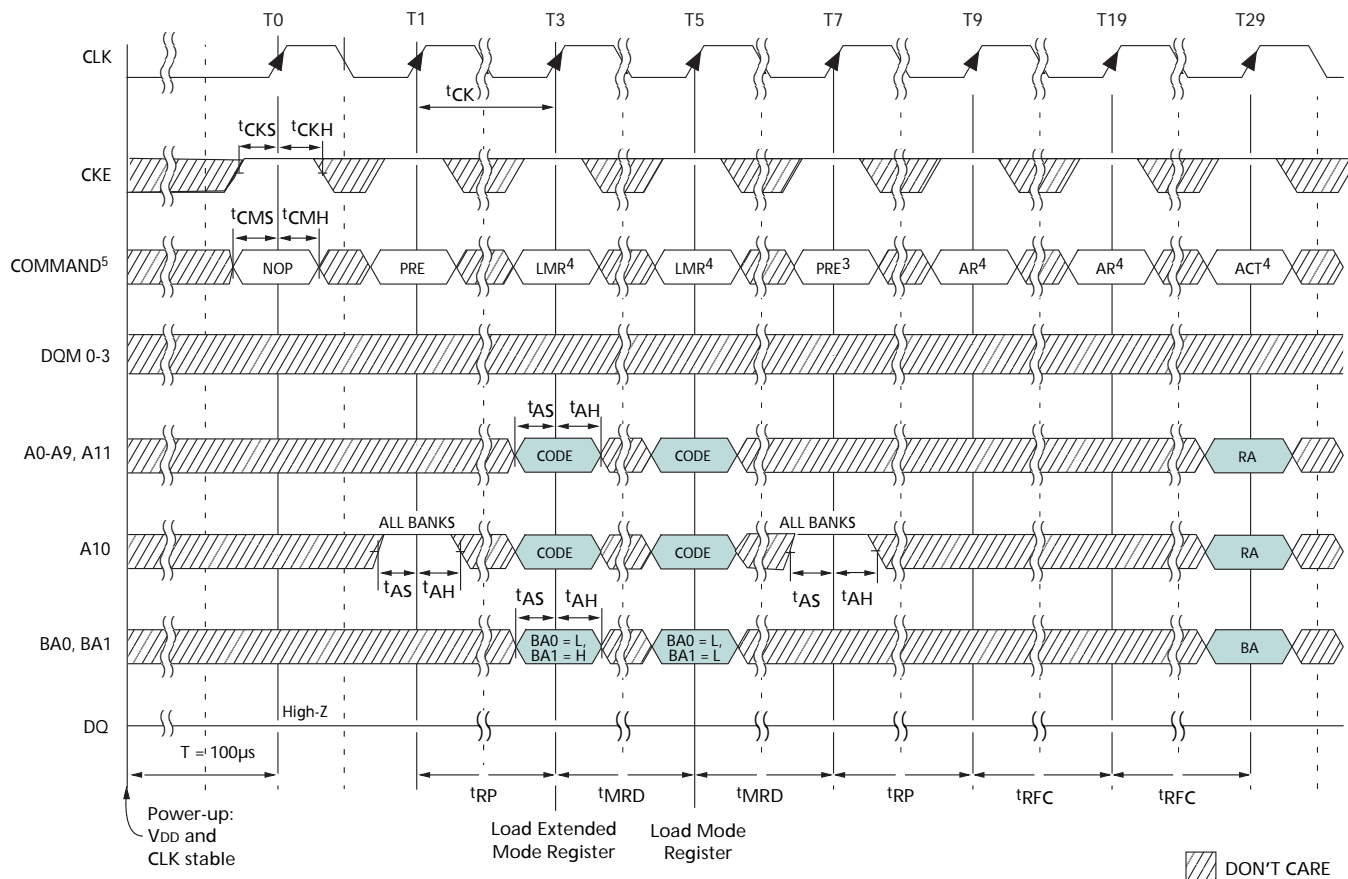 T0 T1 T3 T5 T7 T9 T19 T29
CLK
tCK
tCKS tCKH
CKE
tCMS tCMH
COMMAND5 NOP PRE LMR4 LMR4 PRE3 AR4 AR4 ACT4
DQM 0-3
tAS tAH
A0-A9, A11 CODE CODE RA
ALL BANKS ALL BANKS
A10 CODE CODE RA
tAS tAH tAS tAH
tAS tAH
BA0, BA1 BA0 = L, BA0 = L, BA
BA1 = H BA1 = L
High-Z
DQ
T = 100µs
tRP tMRD tMRD tRP tRFC tRFC
Power-up:
VDD and
CLK stable
Load Extended
Mode Register
Load Mode
Register
DON'T CARE